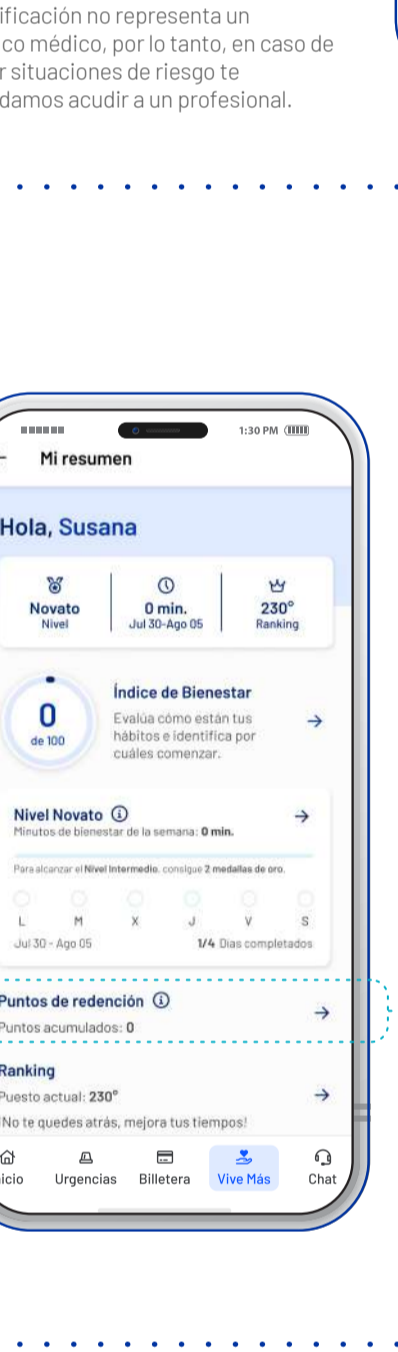 ificación no representa un
co médico, por lo tanto, en caso de
r situaciones de riesgo te
damos acudir a un profesional.
1:30 PM
Mi resumen
Hola, Susana
Novato
Nivel
0 min.
Jul 30-Ago 05
230°
Ranking
0
de 100
Índice de Bienestar
Evalúa cómo están tus
hábitos e identifica por
cuáles comenzar.
Nivel Novato
Minutos de bienestar de la semana: 0 min.
Para alcanzar el Nivel Intermedio, consigue 2 medallas de oro.
L M X J V S
Jul 30 - Ago 05 1/4 Dias completados
Puntos de redención
Puntos acumulados: 0
Ranking
Puesto actual: 230°
¡No te quedes atrás, mejora tus tiempos!
icio Urgencias Billetera Vive Más Chat